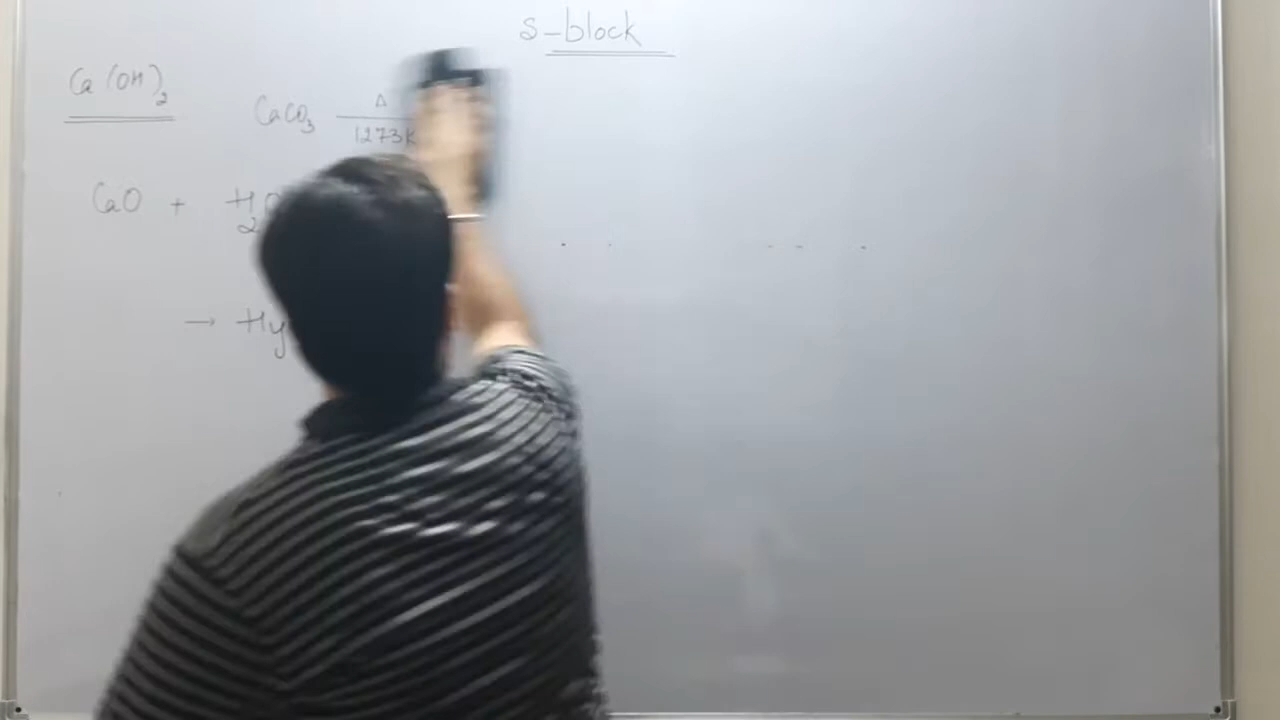 s-block
Ca(OH)₂
CaCO₃ Δ
1273K
CaO + H₂O
→ Hy